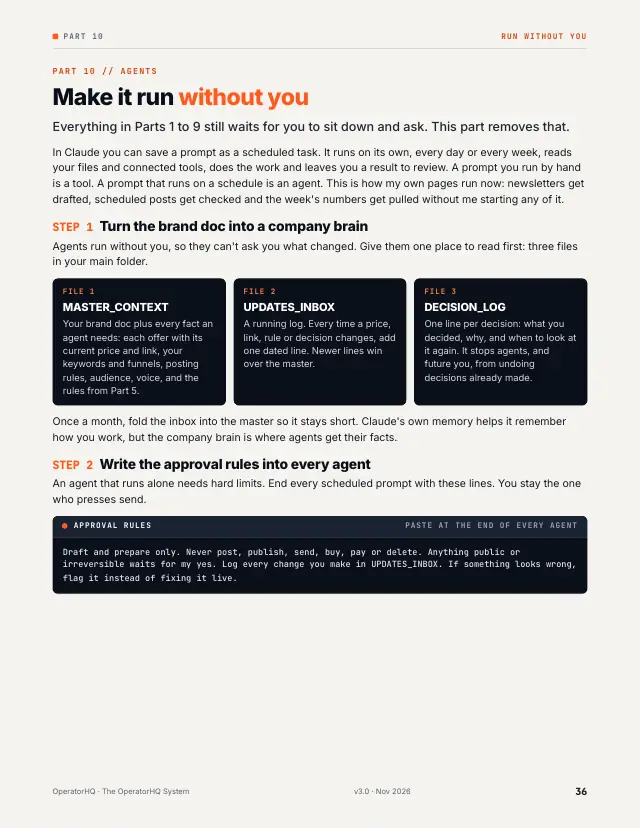 PART 10
RUN WITHOUT YOU
PART 10 // AGENTS
Make it run without you
Everything in Parts 1 to 9 still waits for you to sit down and ask. This part removes that.
In Claude you can save a prompt as a scheduled task. It runs on its own, every day or every week, reads
your files and connected tools, does the work and leaves you a result to review. A prompt you run by hand
is a tool. A prompt that runs on a schedule is an agent. This is how my own pages run now: newsletters get
drafted, scheduled posts get checked and the week's numbers get pulled without me starting any of it.
STEP 1 Turn the brand doc into a company brain
Agents run without you, so they can't ask you what changed. Give them one place to read first: three files
in your main folder.
FILE 1
MASTER_CONTEXT
Your brand doc plus every fact an
agent needs: each offer with its
current price and link, your
keywords and funnels, posting
rules, audience, voice, and the
rules from Part 5.
FILE 2
UPDATES_INBOX
A running log. Every time a price,
link, rule or decision changes, add
one dated line. Newer lines win
over the master.
FILE 3
DECISION_LOG
One line per decision: what you
decided, why, and when to look at
it again. It stops agents, and
future you, from undoing
decisions already made.
Once a month, fold the inbox into the master so it stays short. Claude's own memory helps it remember
how you work, but the company brain is where agents get their facts.
STEP 2 Write the approval rules into every agent
An agent that runs alone needs hard limits. End every scheduled prompt with these lines. You stay the one
who presses send.
APPROVAL RULES
PASTE AT THE END OF EVERY AGENT
Draft and prepare only. Never post, publish, send, buy, pay or delete. Anything public or
irreversible waits for my yes. Log every change you make in UPDATES_INBOX. If something looks wrong,
flag it instead of fixing it live.
OperatorHQ · The OperatorHQ System
v3.0 · Nov 2026
36